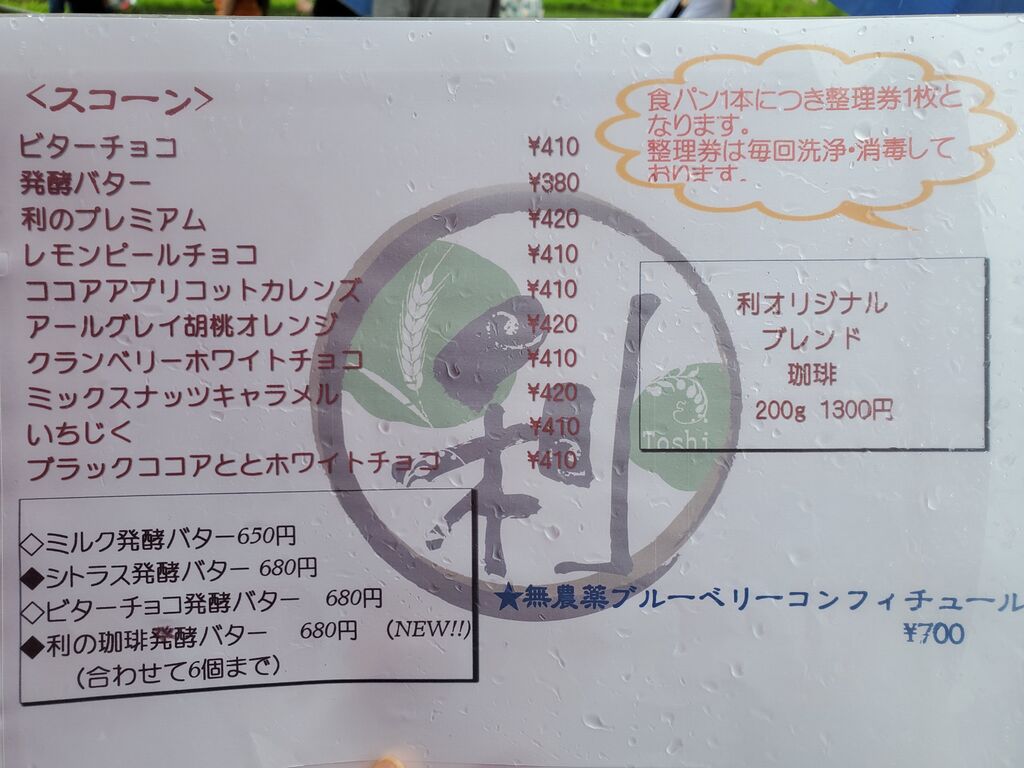 <スコーン>
ビターチョコ ¥410
発酵バター ¥380
利のプレミアム ¥420
レモンピールチョコ ¥410
ココアアプリコットカレンズ ¥410
アールグレイ胡桃オレンジ ¥420
クランベリーホワイトチョコ ¥410
ミックスナッツキャラメル ¥420
いちじく ¥410
ブラックココアととホワイトチョコ ¥410
◇ミルク発酵バター650円
◆シトラス発酵バター 680円
◇ビターチョコ発酵バター 680円
◆利の珈琲発酵バター 680円 (NEW!!)
(合わせて6個まで)
食パン1本につき整理券1枚と
なります。
整理券は毎回洗浄・消毒して
おります。
利オリジナル
ブレンド
珈琲
200g 1300円
利
Toshi
★無農薬ブルーベリーコンフィチュール
¥700